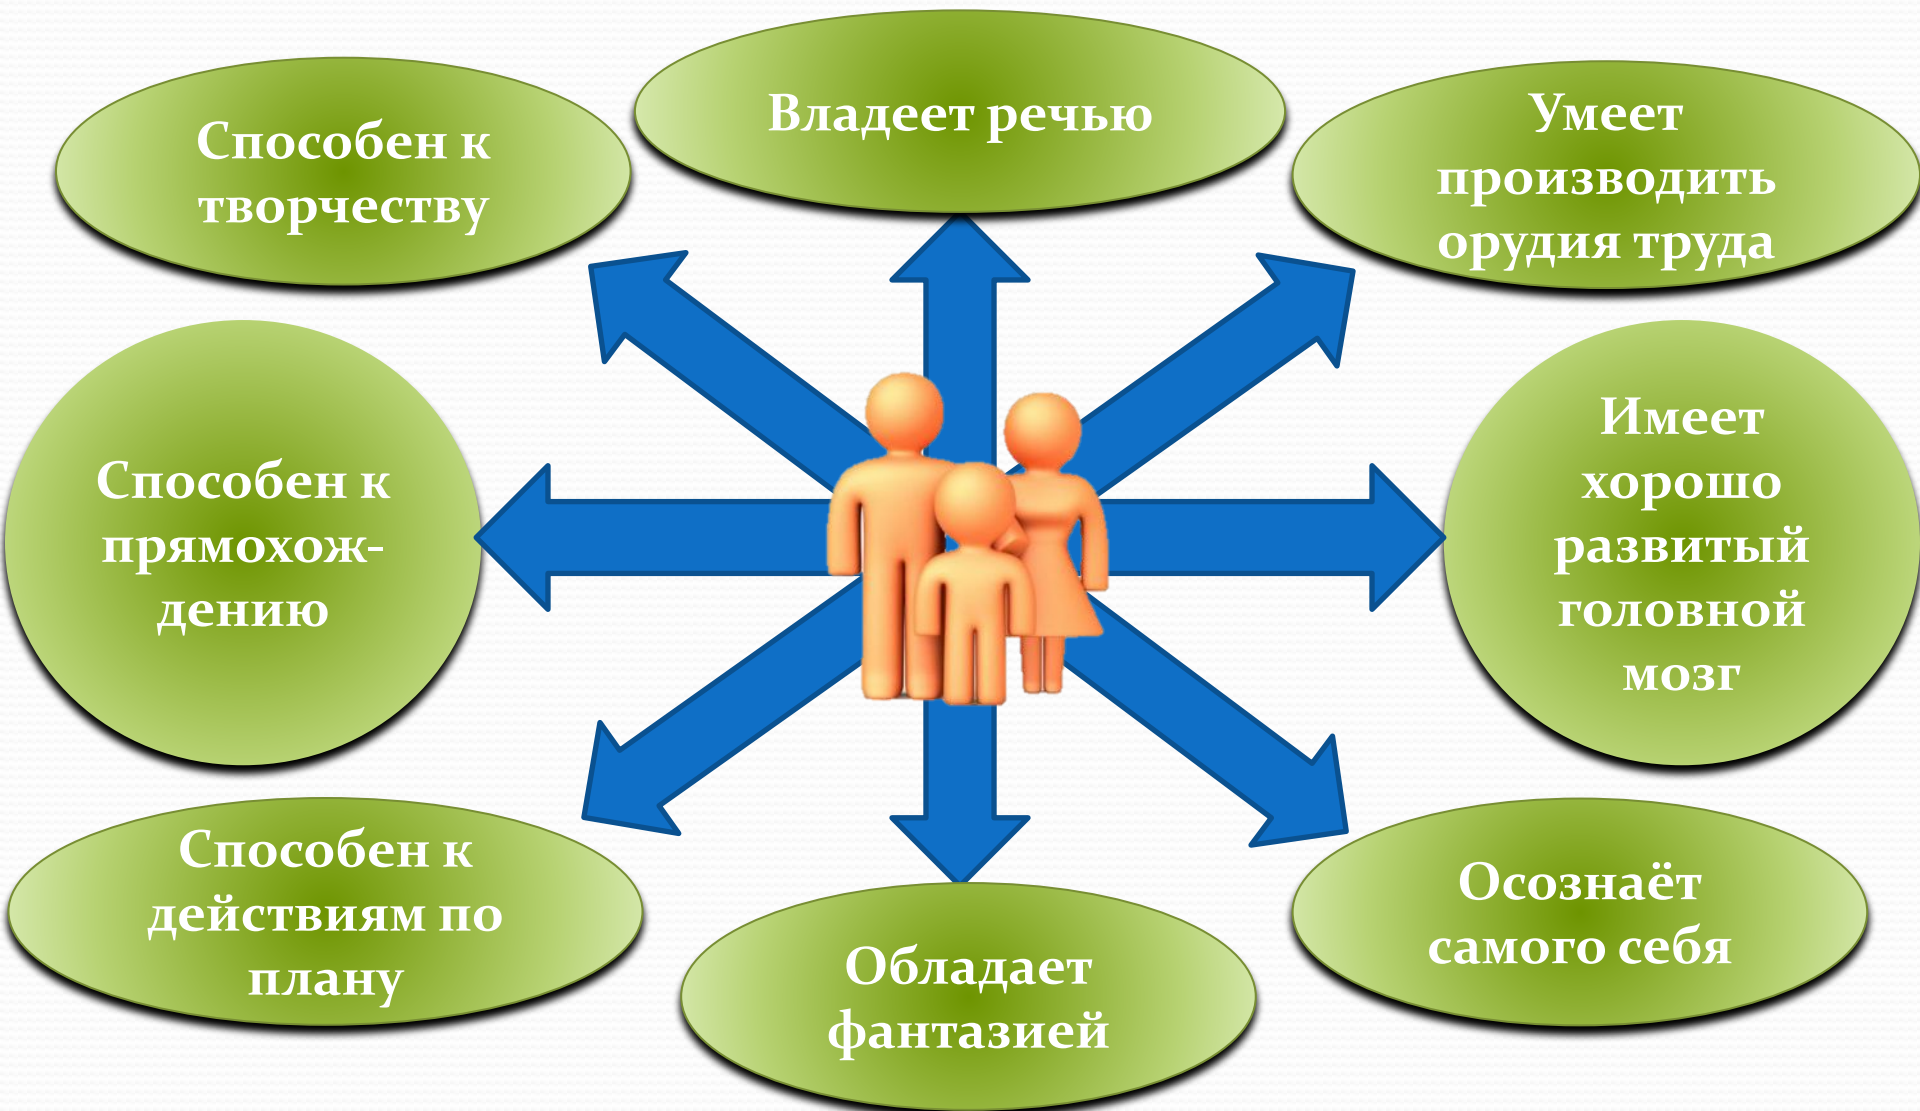 Способен к
творчеству
Владеет речью
Умеет
производить
орудия труда
Способен к
прямохож-
дению
Имеет
хорошо
развитый
головной
мозг
Способен к
действиям по
плану
Обладает
фантазией
Осознаёт
самого себя